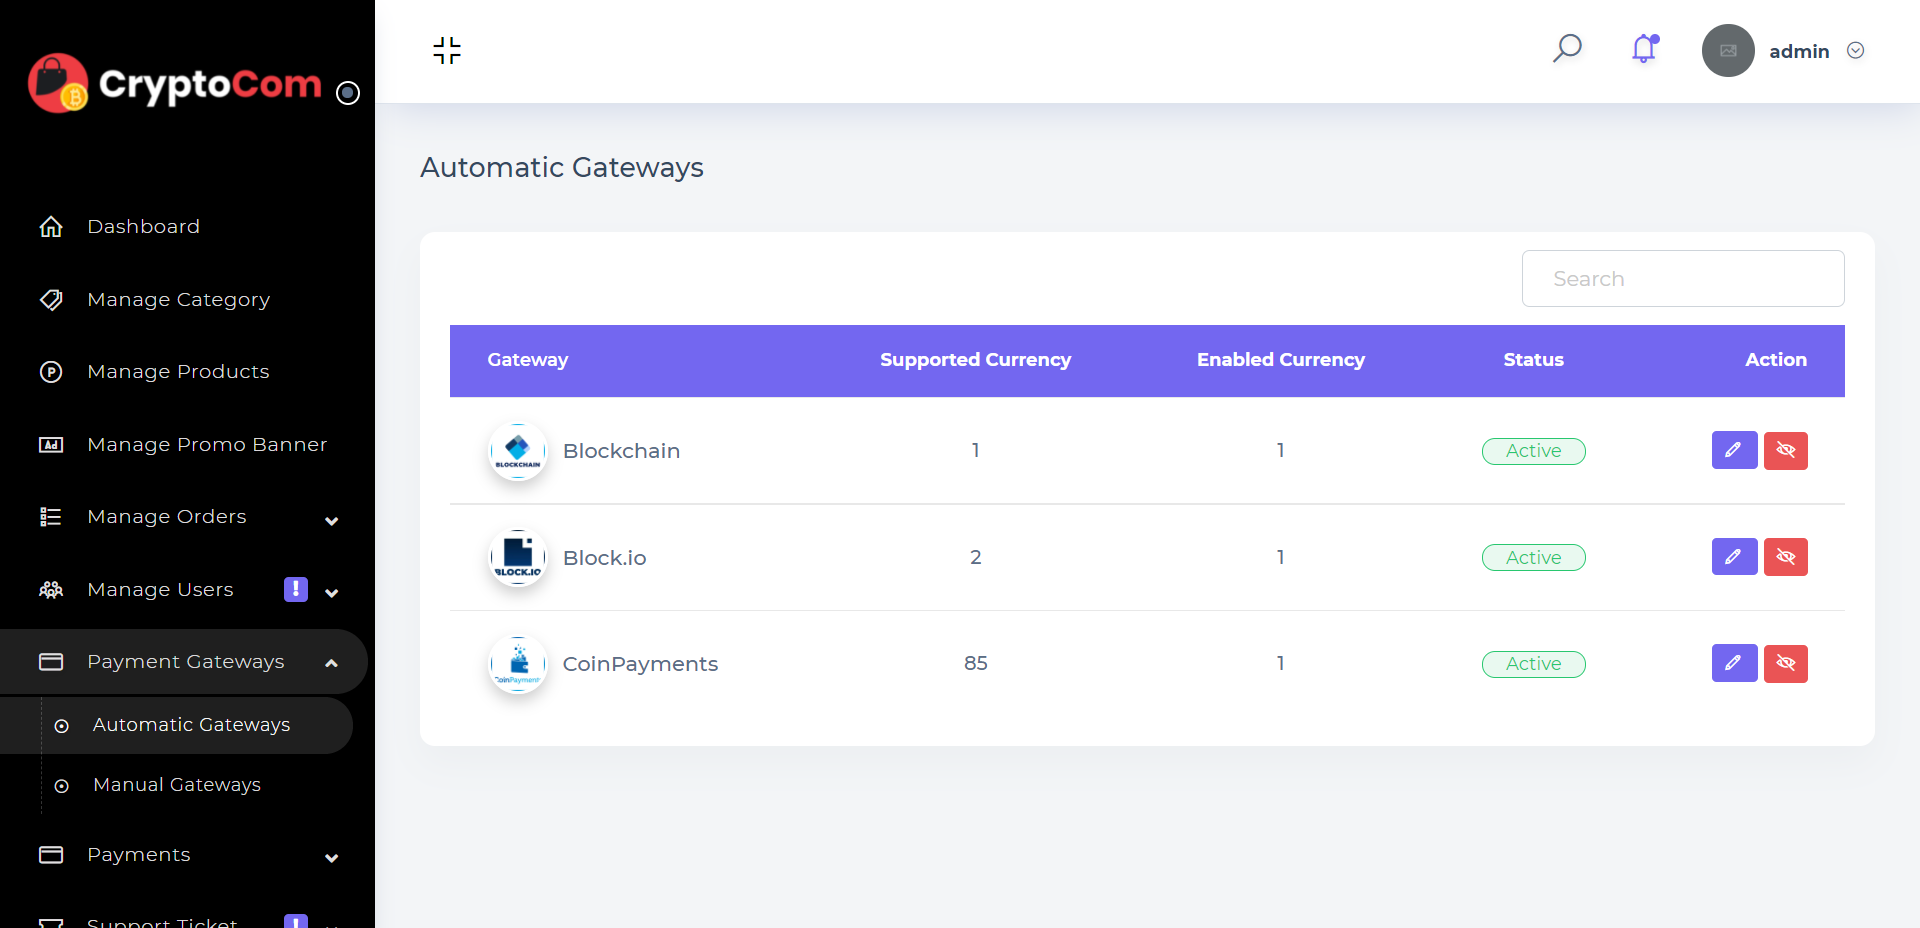 CryptoCom
admin
Automatic Gateways
Dashboard
Manage Category
Manage Products
Ad
Manage Promo Banner
Manage Orders
Manage Users
!
Payment Gateways
Automatic Gateways
Manual Gateways
Payments
Support Ticket
!
Search
Gateway Supported Currency Enabled Currency Status Action
BLOCKCHAIN
Blockchain 1 1 Active
BLOCK.IO
Block.io 2 1 Active
CoinPayments
CoinPayments 85 1 Active